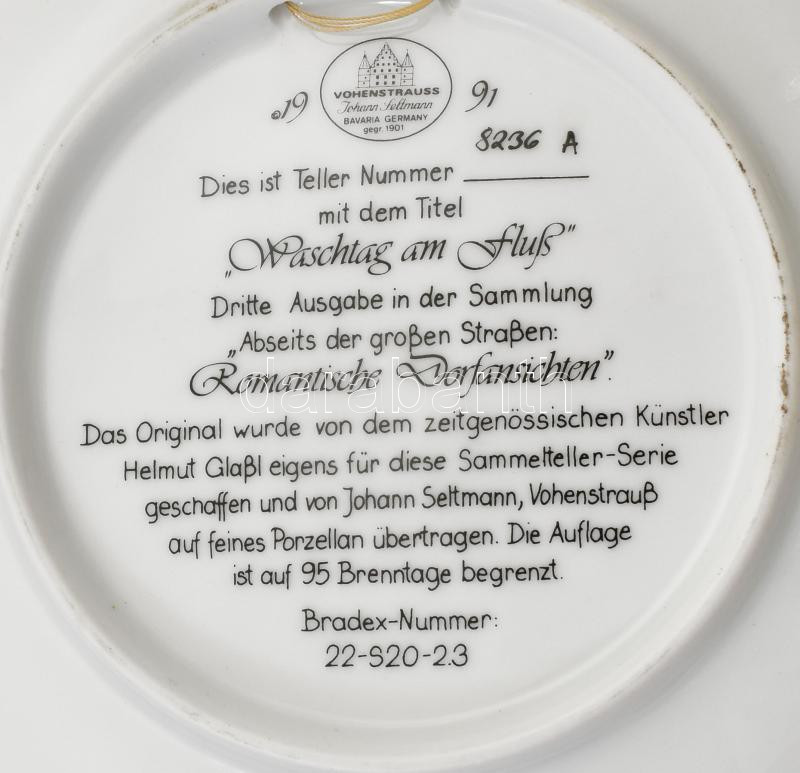 VOHENSTRAUSS
Johann Seltmann
BAVARIA GERMANY
gegr. 1901
©19 91
8236 A
Dies ist Teller Nummer
mit dem Titel
„Waschtag am Fluß”
Dritte Ausgabe in der Sammlung
„Abseits der großen Straßen:
Romantische Dorfansichten”.
darabanth
Das Original wurde von dem zeitgenössischen Künstler
Helmut Glaßl eigens für diese Sammelteller-Serie
geschaffen und von Johann Seltmann, Vohenstrauß
auf feines Porzellan übertragen. Die Auflage
ist auf 95 Brenntage begrenzt.
Bradex-Nummer:
22-S20-2.3